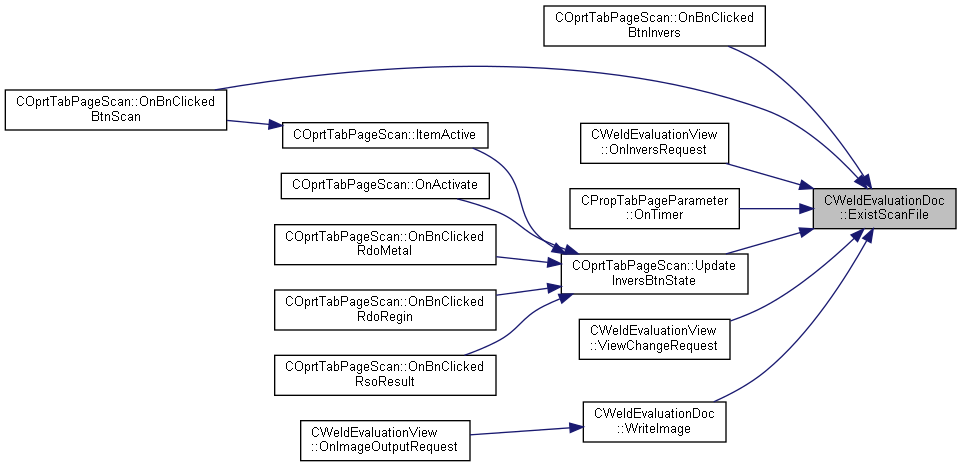 COprtTabPageScan::OnBnClicked
BtnInvers
COprtTabPageScan::OnBnClicked
BtnScan
COprtTabPageScan::ItemActive
CWeldEvaluationView
::OnInversRequest
COprtTabPageScan::OnActivate
CPropTabPageParameter
::OnTimer
CWeldEvaluationDoc
::ExistScanFile
COprtTabPageScan::OnBnClicked
RdoMetal
COprtTabPageScan::Update
InversBtnState
COprtTabPageScan::OnBnClicked
RdoRegin
CWeldEvaluationView
::ViewChangeRequest
COprtTabPageScan::OnBnClicked
RsoResult
CWeldEvaluationDoc
::WriteImage
CWeldEvaluationView
::OnImageOutputRequest